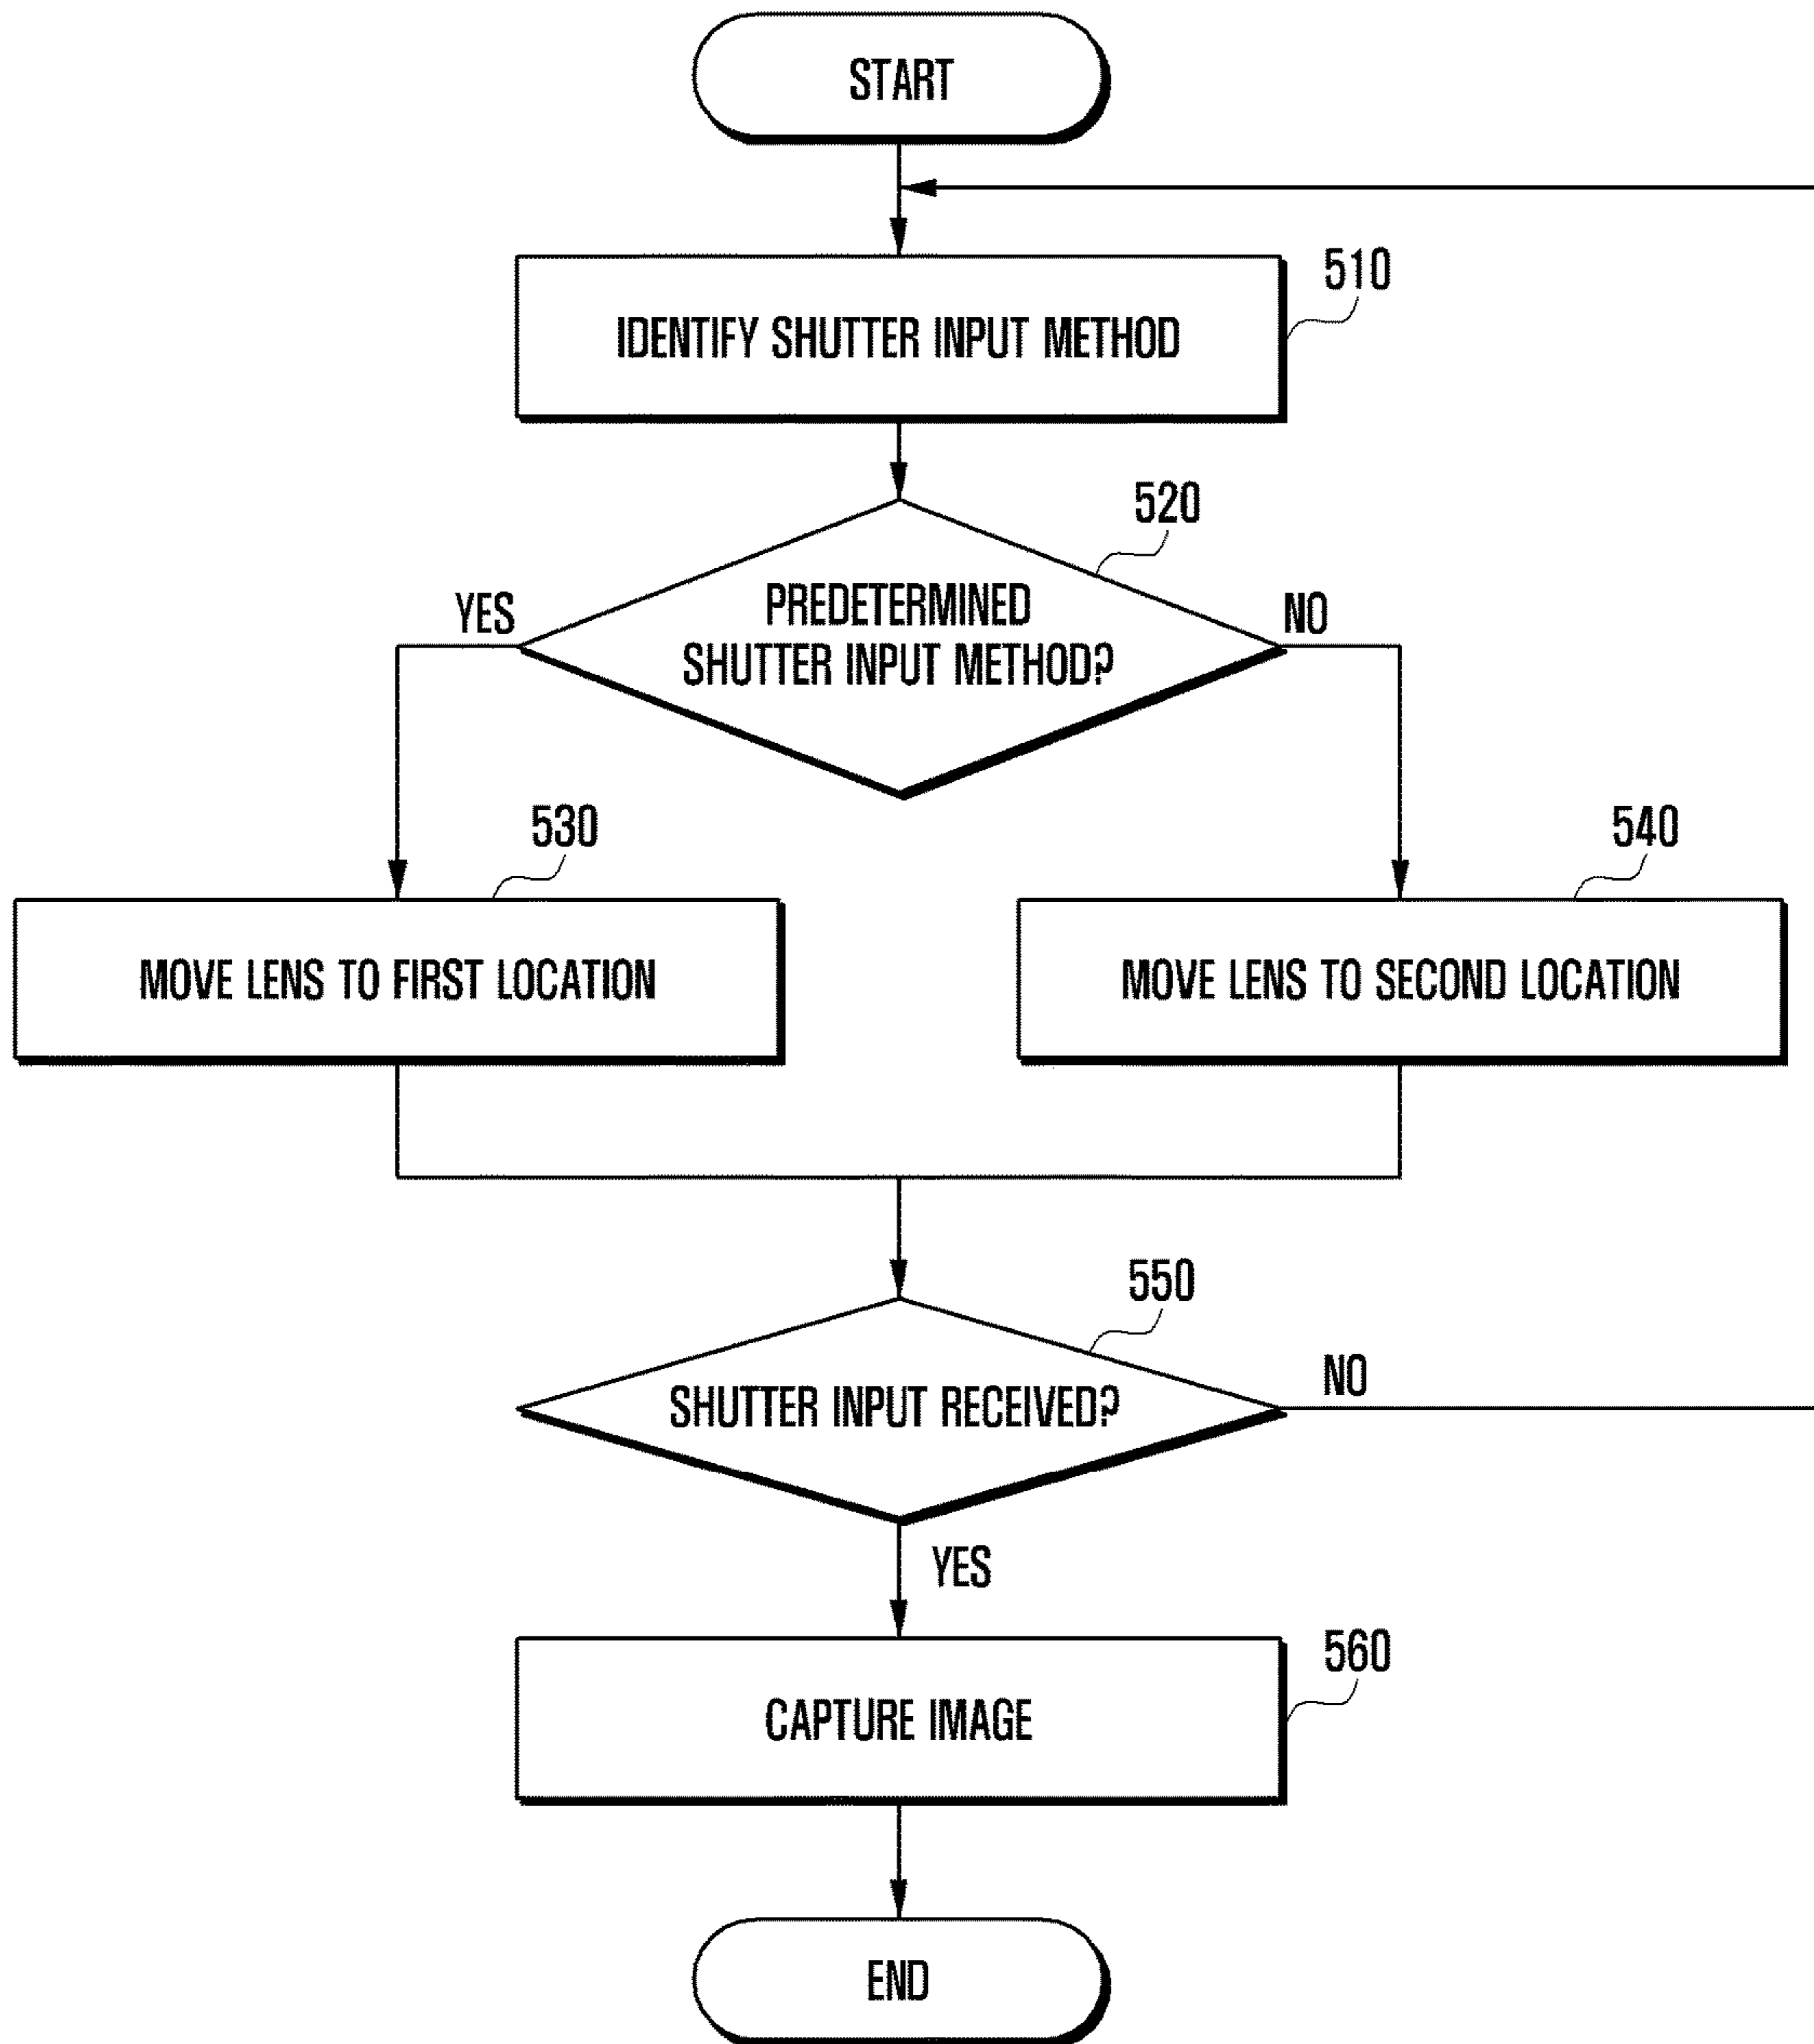 START
510
IDENTIFY SHUTTER INPUT METHOD
520
YES
PREDETERMINED
SHUTTER INPUT METHOD?
NO
530
540
MOVE LENS TO FIRST LOCATION
MOVE LENS TO SECOND LOCATION
550
SHUTTER INPUT RECEIVED?
NO
YES
560
CAPTURE IMAGE
END